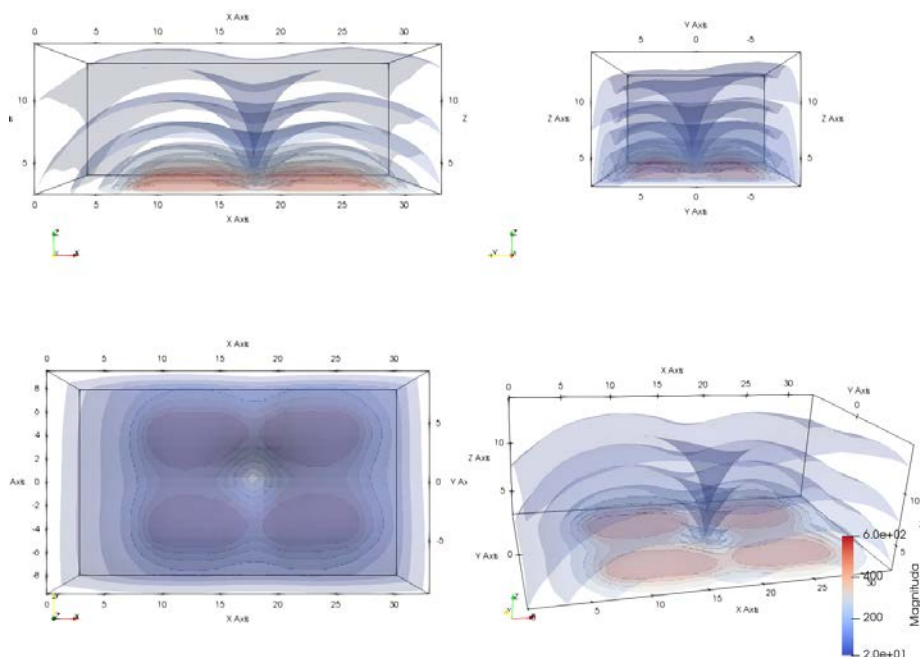 X Axis
0 5 10 15 20 25 30
10 10
Z
5 5
0 5 10 15 20 25 30
X Axis
Z
X
Y Axis
5 0 -5
10 10
Z Axis Z Axis
5 5
5 0 -5
Y Axis
Z
Y X
X Axis
0 5 10 15 20 25 30
8
6
5
4
2
Axis 0 0 Y Ax
-2
-4
-5
-6
-8
0 5 10 15 20 25 30
X Axis
Y
X
X Axis
0 5 10 15 20 25 30
Y Axis
0
10
Z Axis
5
Y Axis 0
5 10 15 20 25 30
X Axis
Z
Y
6.0e+02
400
200
2.0e+01
Magnituda